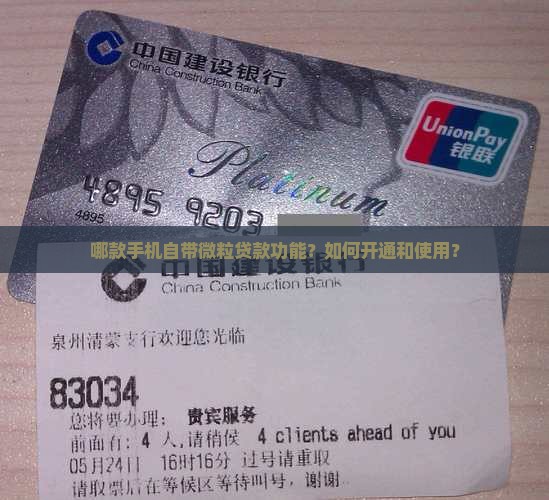 中国建设银行
China Construction Bank
UnionPay
银联
Platinum
4895 9203
4895
哪款手机自带微粒贷款功能？如何开通和使用？
中国建设银行
China Construction Bank
泉州清蒙支行欢迎您光临
83034
您将要办理： 贵宾服务
前面有: 4 人,请稍侯 4 clients ahead of you
05月24日 16时16分 过号请重取
请取票后在等候区等待叫号，谢谢